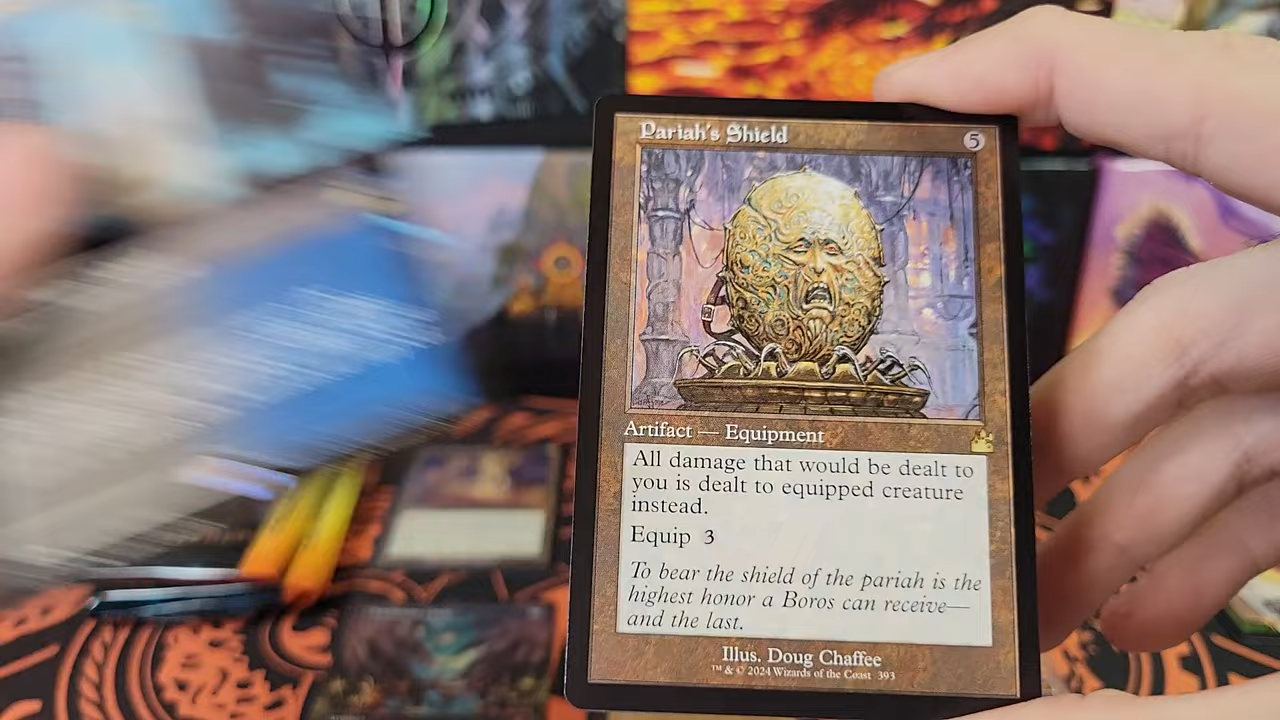 Pariah's Shield 5
Artifact — Equipment
All damage that would be dealt to
you is dealt to equipped creature
instead.
Equip 3
To bear the shield of the pariah is the
highest honor a Boros can receive—
and the last.
Illus. Doug Chaffee
™ & © 2024 Wizards of the Coast 393